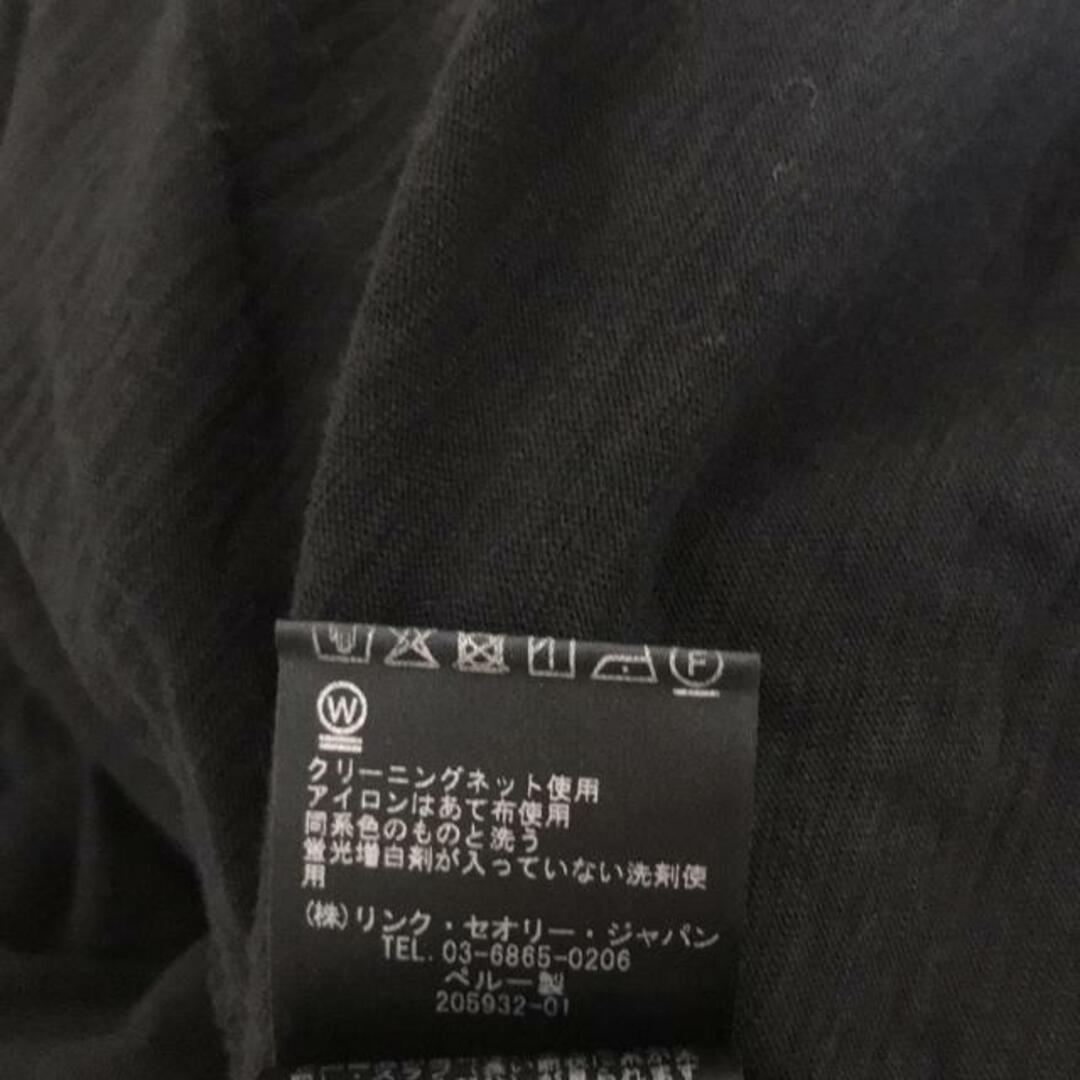 F
W
クリーニングネット使用
アイロンはあて布使用
同系色のものと洗う
蛍光増白剤が入っていない洗剤使
用
(株)リンク・セオリー・ジャパン
TEL. 03-6865-0206
ペルー製
205932-01